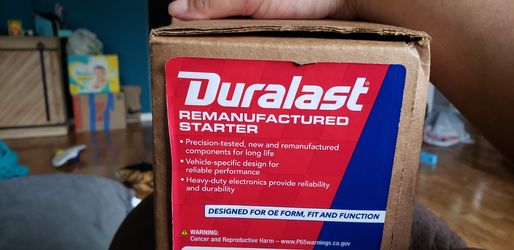 Duralast
REMANUFACTURED
STARTER
• Precision-tested, new and remanufactured
components for long life
• Vehicle-specific design for
reliable performance
• Heavy-duty electronics provide reliability
and durability
DESIGNED FOR OE FORM, FIT AND FUNCTION
⚠ WARNING:
Cancer and Reproductive Harm – www.P65warnings.ca.gov